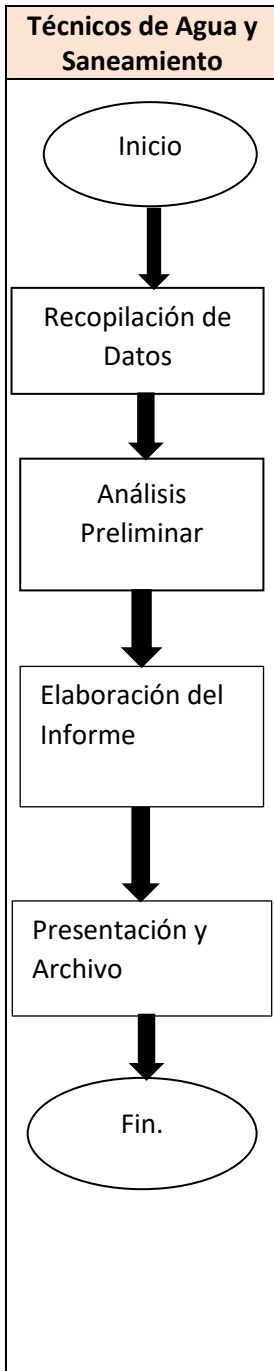 Técnicos de Agua y
Saneamiento
Inicio
Recopilación de
Datos
Análisis
Preliminar
Elaboración del
Informe
Presentación y
Archivo
Fin.